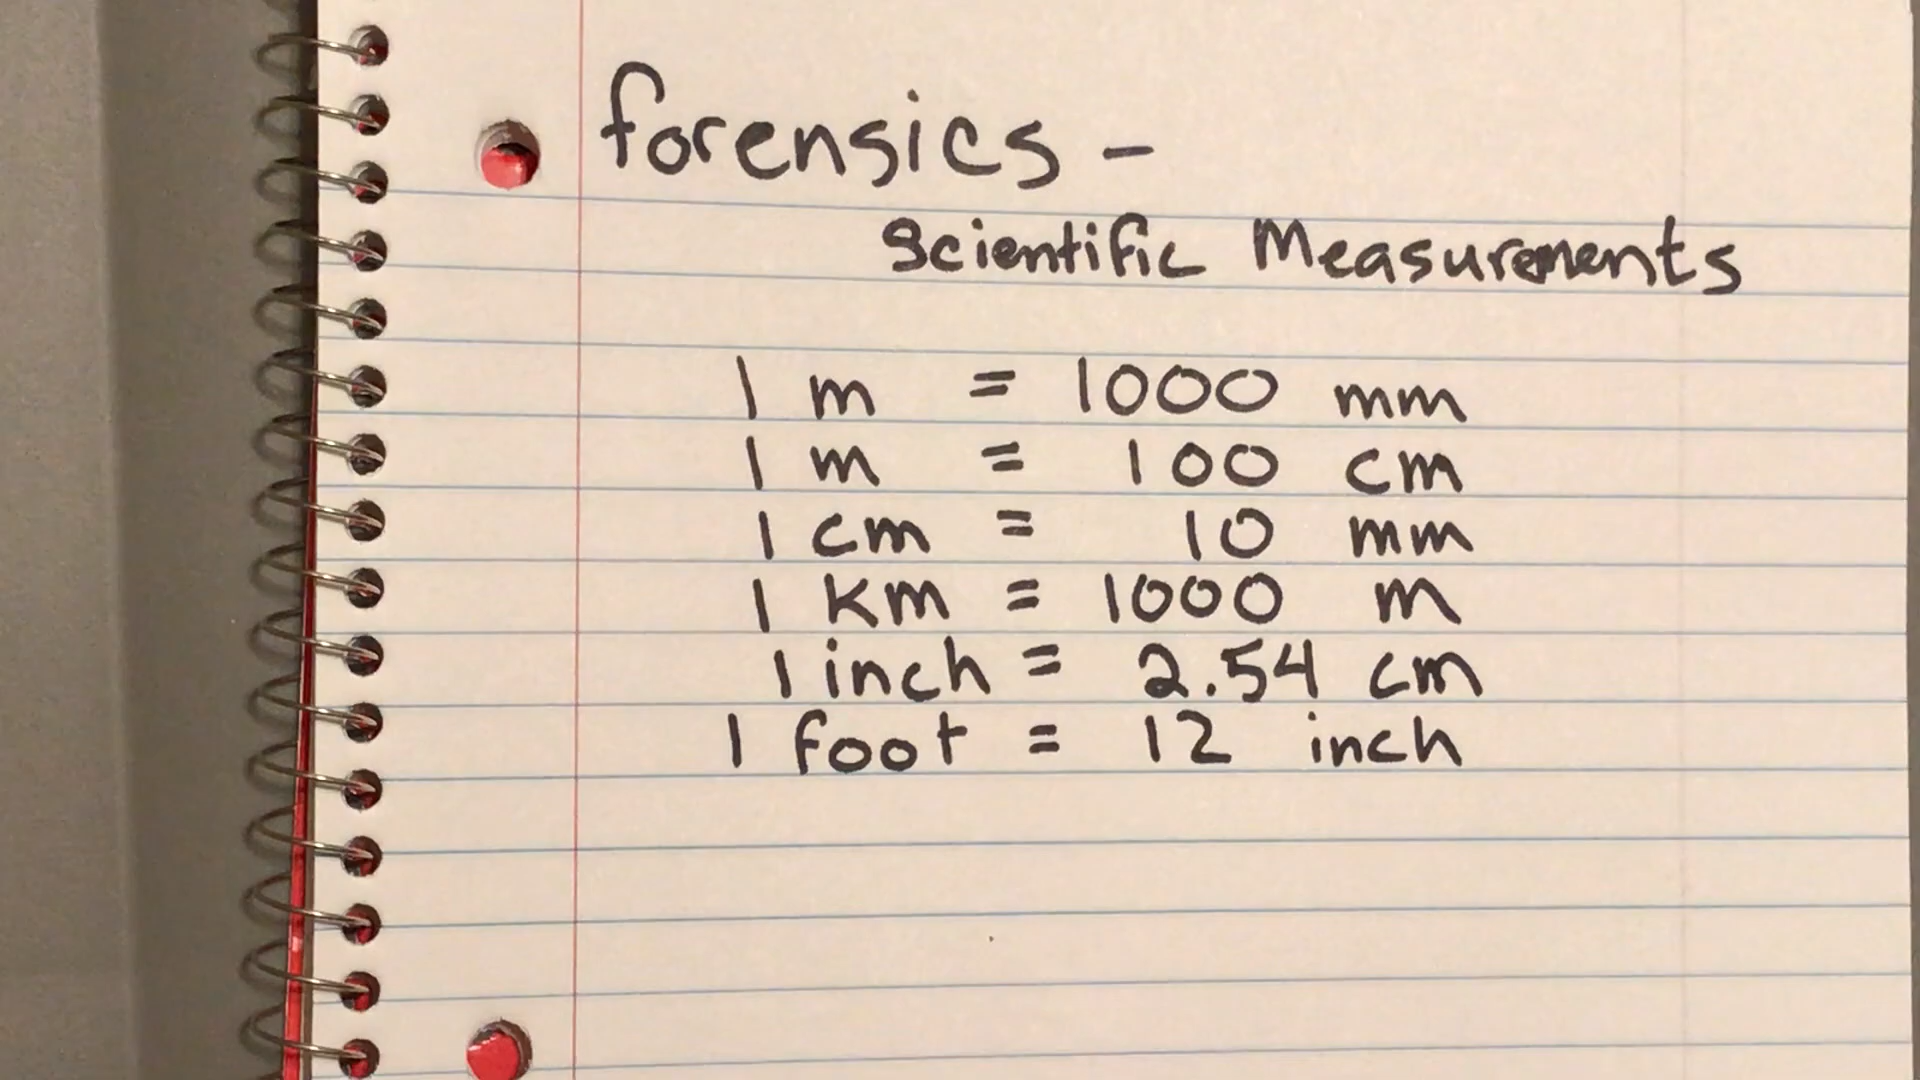 forensics -
Scientific Measurements
1 m = 1000 mm
1 m = 100 cm
1 cm = 10 mm
1 km = 1000 m
1 inch = 2.54 cm
1 foot = 12 inch